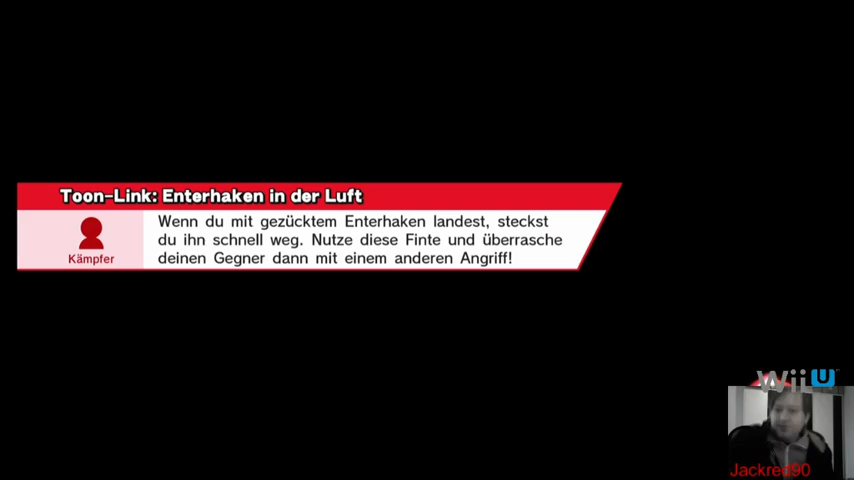 Toon-Link: Enterhaken in der Luft
Kämpfer
Wenn du mit gezücktem Enterhaken landest, steckst
du ihn schnell weg. Nutze diese Finte und überrasche
deinen Gegner dann mit einem anderen Angriff!
Wii U
Jackred90